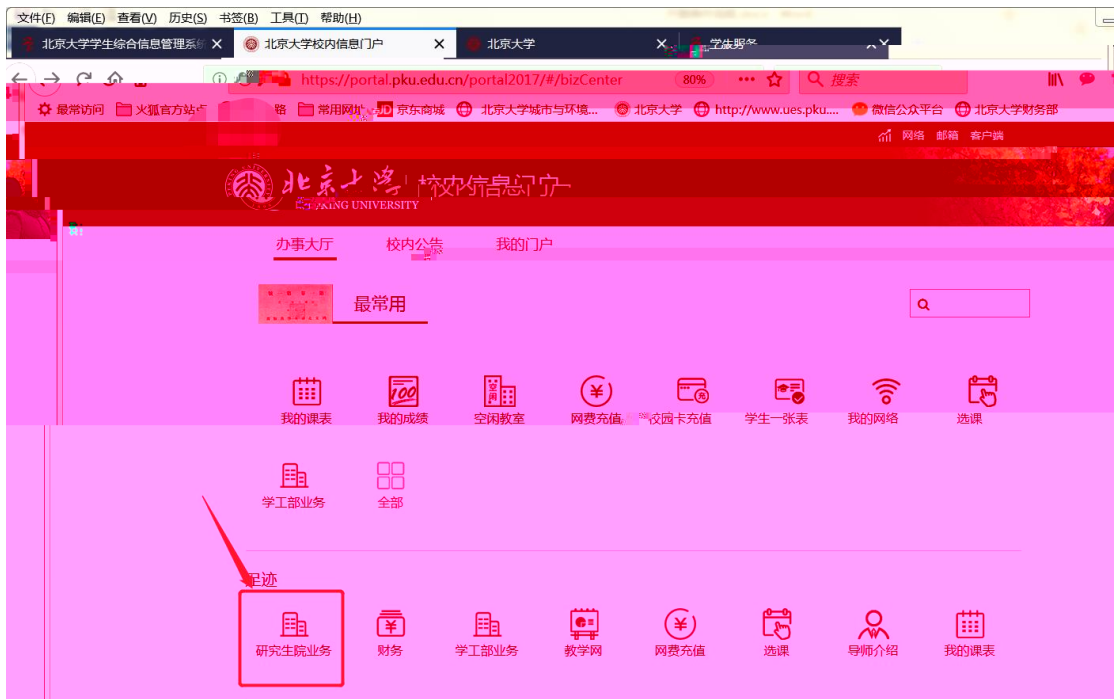 文件(F) 编辑(E) 查看(V) 历史(S) 书签(B) 工具(T) 帮助(H)
北京大学学生综合信息管理系统 北京大学校内信息门户 北京大学
https://portal.pku.edu.cn/portal2017/#/bizCenter 80% 搜索
最常访问 火狐官方站点 常用网址 JD 京东商城 北京大学城市与环境... 北京大学 http://www.ues.pku.... 微信公众平台 北京大学财务部
网络 邮箱 客户端
北京大学 校内信息门户
UNIVERSITY
办事大厅 校内公告 我的门户
最常用
我的课表 我的成绩 空闲教室 网费充值 校园卡充值 学生一张表 我的网络 选课
学工部业务 全部
足迹
研究生院业务 财务 学工部业务 教学网 网费充值 选课 导师介绍 我的课表